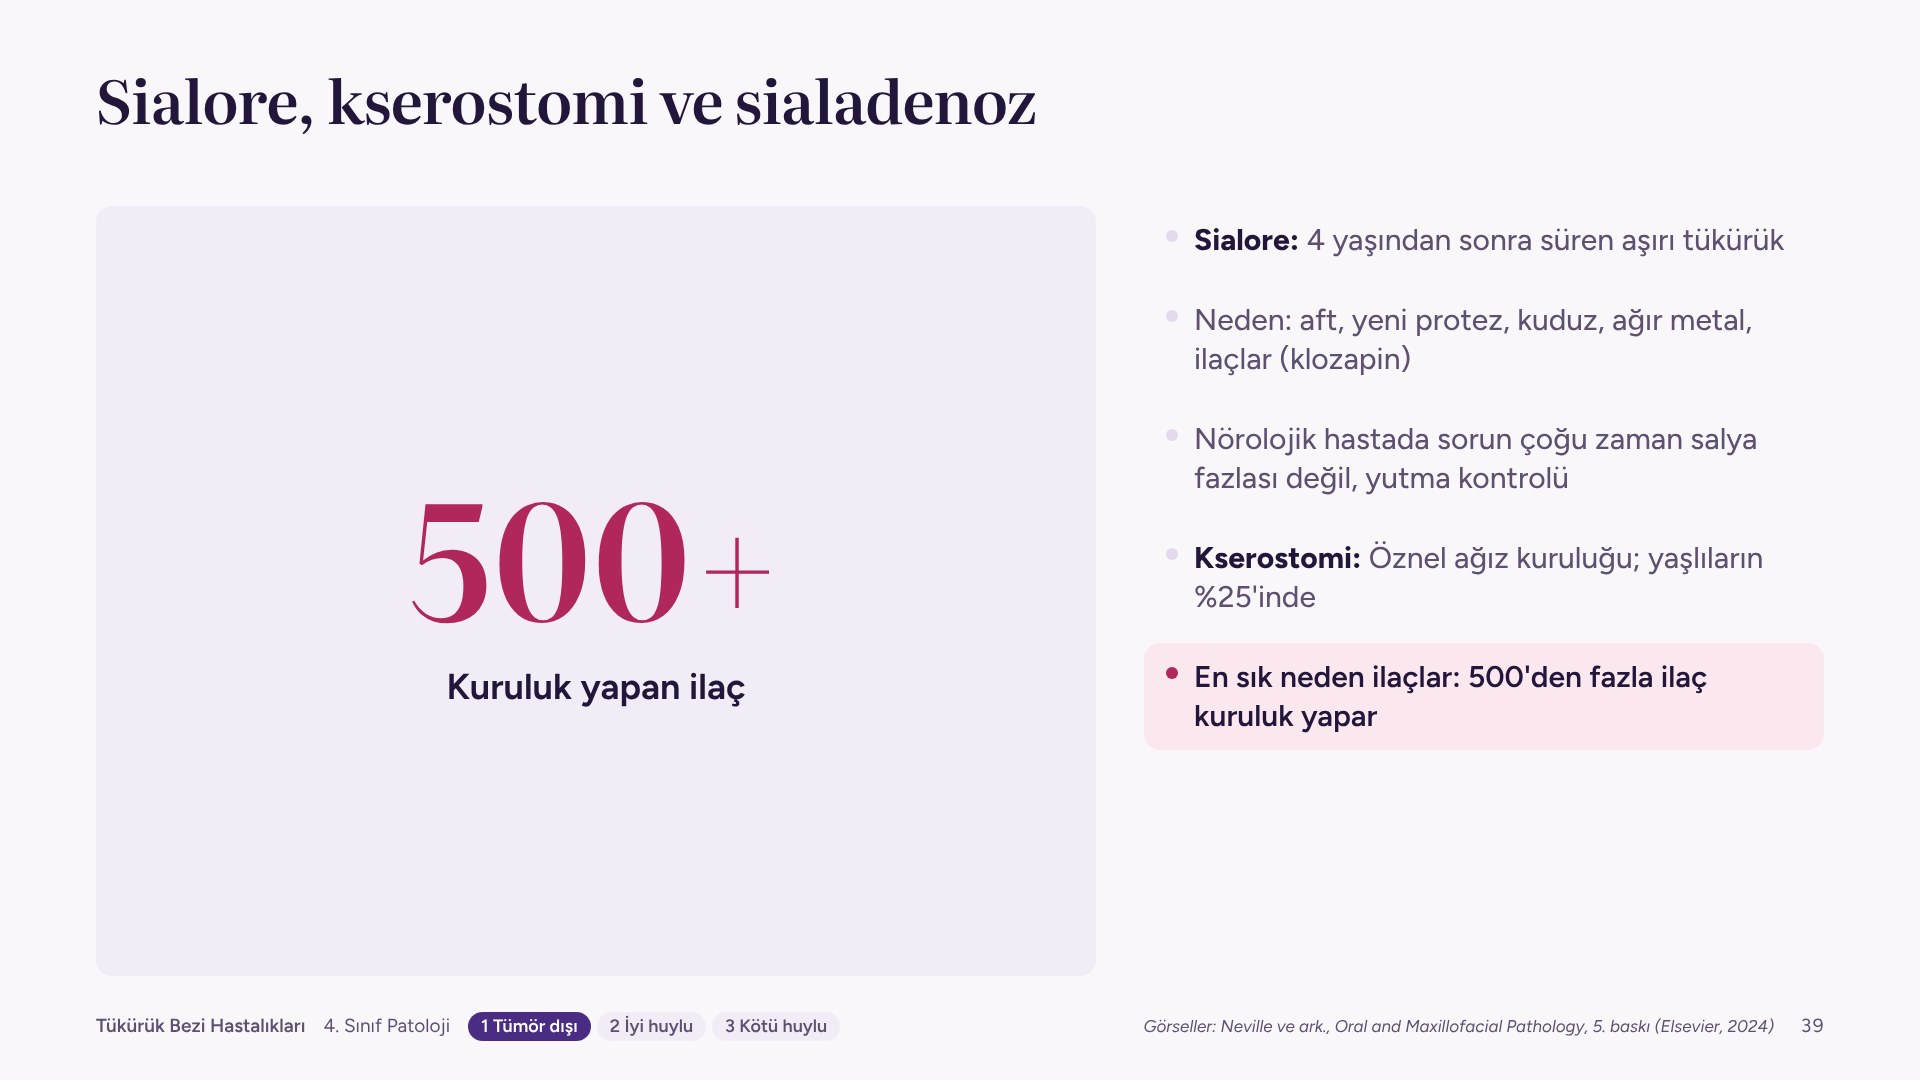 Sialore, kserostomi ve sialadenoz
500+
Kuruluk yapan ilaç
Sialore: 4 yaşından sonra süren aşırı tükürük
Neden: aft, yeni protez, kuduz, ağır metal,
ilaçlar (klozapin)
Nörolojik hastada sorun çoğu zaman salya
fazlası değil, yutma kontrolü
Kserostomi: Öznel ağız kuruluğu; yaşlıların
%25'inde
En sık neden ilaçlar: 500'den fazla ilaç
kuruluk yapar
Tükürük Bezi Hastalıkları 4. Sınıf Patoloji 1 Tümör dışı 2 İyi huylu 3 Kötü huylu
Görseller: Neville ve ark., Oral and Maxillofacial Pathology, 5. baskı (Elsevier, 2024) 39